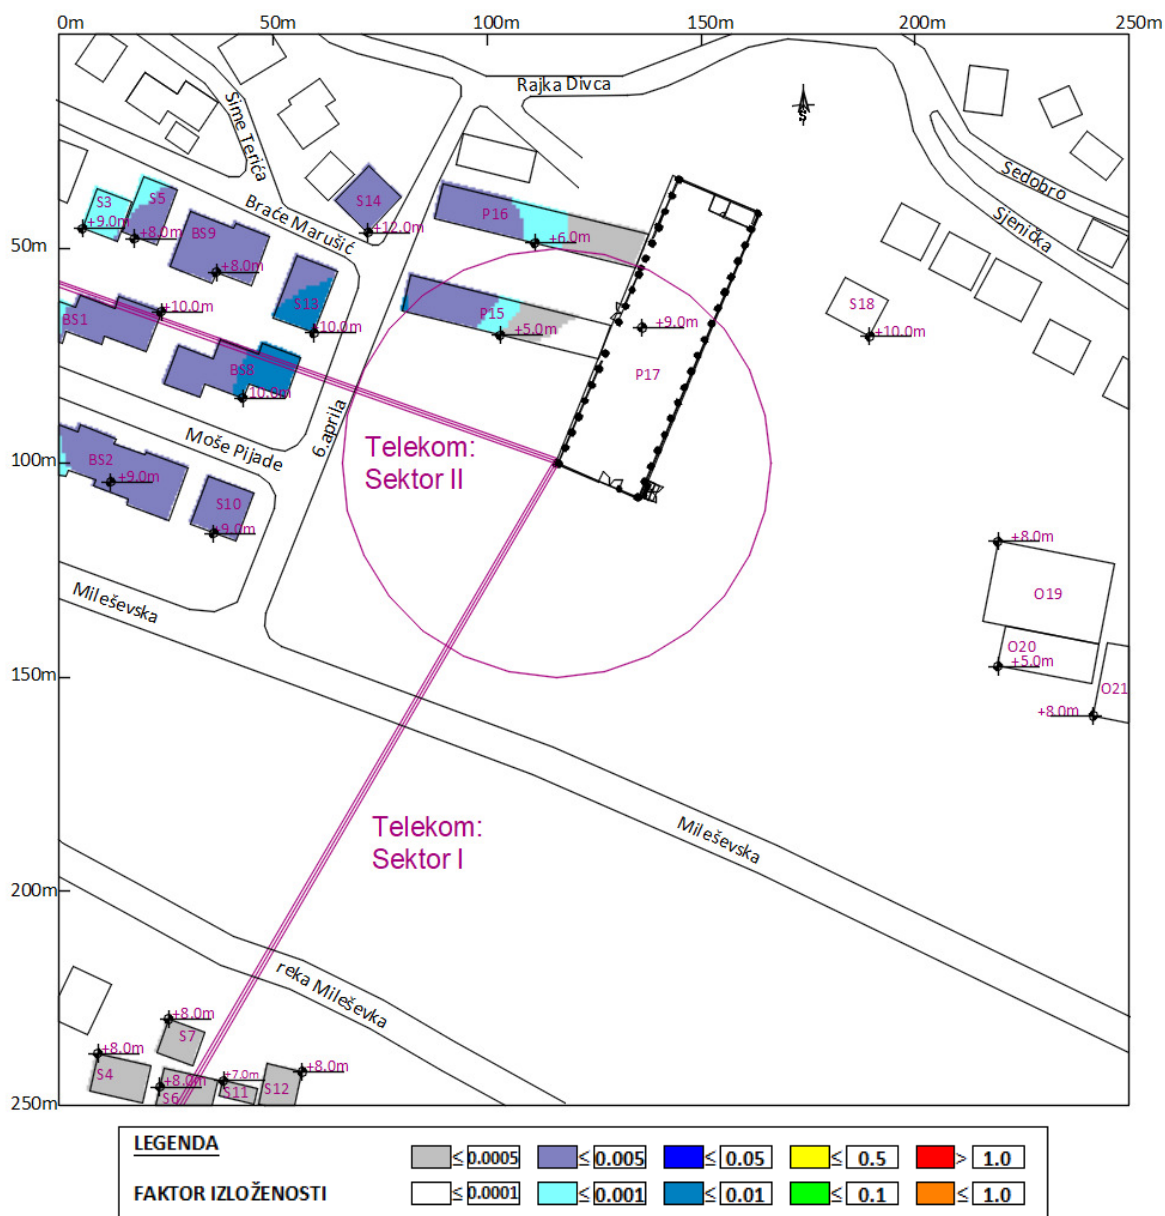 0m 50m 100m 150m 200m 250m
Rajka Divca
Šime Terića
S
Sedobro
Sjenička
S3 S5
+9.0m
+8.0m
BS9
+8.0m
Braće Marušić
S14
+12.0m
P16
+6.0m
50m
S13
+10.0m
BS1
+10.0m
P15
+5.0m
+9.0m
P17
S18
+10.0m
BS8
10.0m
Moše Pijade
6.aprila
100m
BS2
+9.0m
S10
+9.0m
Telekom:
Sektor II
+8.0m
O19
O20
+5.0m
O21
+8.0m
Mileševska
150m
Telekom:
Sektor I
Mileševska
200m
reka Mileševka
+8.0m
S7
+8.0m
S4
+8.0m
S6
+7.0m
S11
+8.0m
S12
250m
LEGENDA
≤ 0.0005 ≤ 0.005 ≤ 0.05 ≤ 0.5 > 1.0
FAKTOR IZLOŽENOSTI
≤ 0.0001 ≤ 0.001 ≤ 0.01 ≤ 0.1 ≤ 1.0